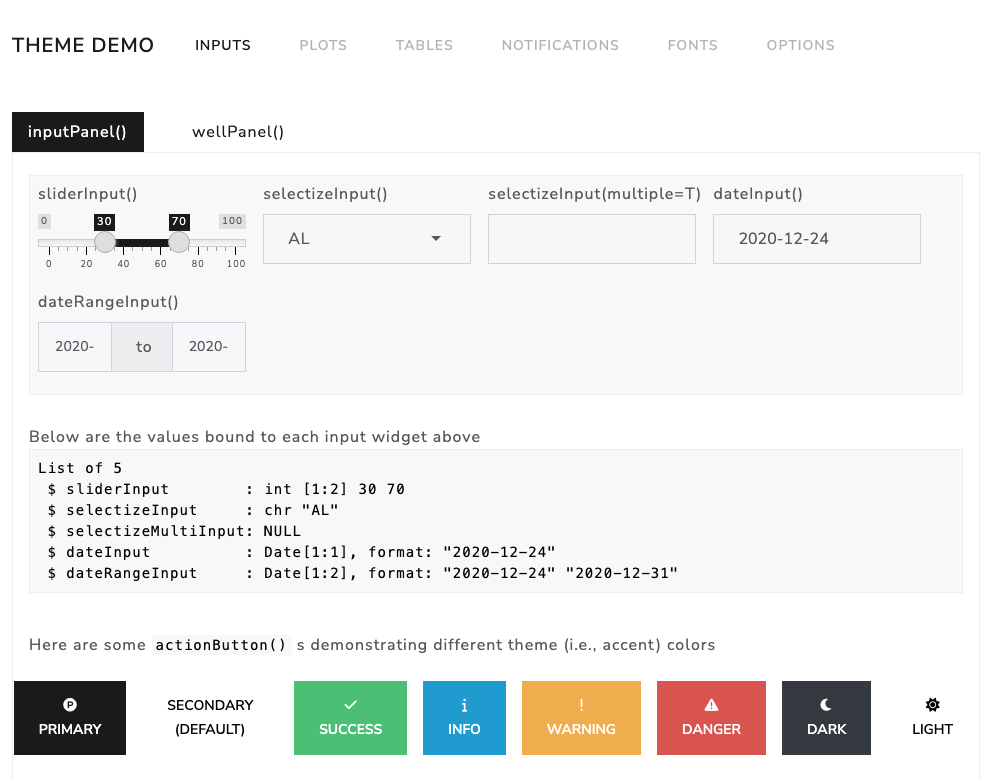 THEME DEMO INPUTS PLOTS TABLES NOTIFICATIONS FONTS OPTIONS
inputPanel() wellPanel()
sliderInput() selectizeInput() selectizeInput(multiple=T) dateInput()
0 30 70 100
AL 2020-12-24
0 20 40 60 80 100
dateRangeInput()
2020- to 2020-
Below are the values bound to each input widget above
List of 5
$ sliderInput : int [1:2] 30 70
$ selectizeInput : chr "AL"
$ selectizeMultiInput: NULL
$ dateInput : Date[1:1], format: "2020-12-24"
$ dateRangeInput : Date[1:2], format: "2020-12-24" "2020-12-31"
Here are some actionButton() s demonstrating different theme (i.e., accent) colors
PRIMARY
SECONDARY
(DEFAULT)
SUCCESS
INFO
WARNING
DANGER
DARK
LIGHT